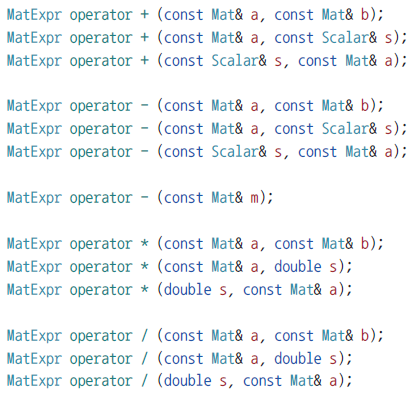 MatExpr operator + (const Mat& a, const Mat& b);
MatExpr operator + (const Mat& a, const Scalar& s);
MatExpr operator + (const Scalar& s, const Mat& a);
MatExpr operator - (const Mat& a, const Mat& b);
MatExpr operator - (const Mat& a, const Scalar& s);
MatExpr operator - (const Scalar& s, const Mat& a);
MatExpr operator - (const Mat& m);
MatExpr operator * (const Mat& a, const Mat& b);
MatExpr operator * (const Mat& a, double s);
MatExpr operator * (double s, const Mat& a);
MatExpr operator / (const Mat& a, const Mat& b);
MatExpr operator / (const Mat& a, double s);
MatExpr operator / (double s, const Mat& a);